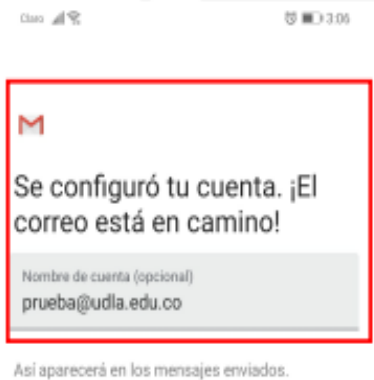 Claro 3:06
Se configuró tu cuenta. ¡El
correo está en camino!
Nombre de cuenta (opcional)
prueba@udla.edu.co
Así aparecerá en los mensajes enviados.